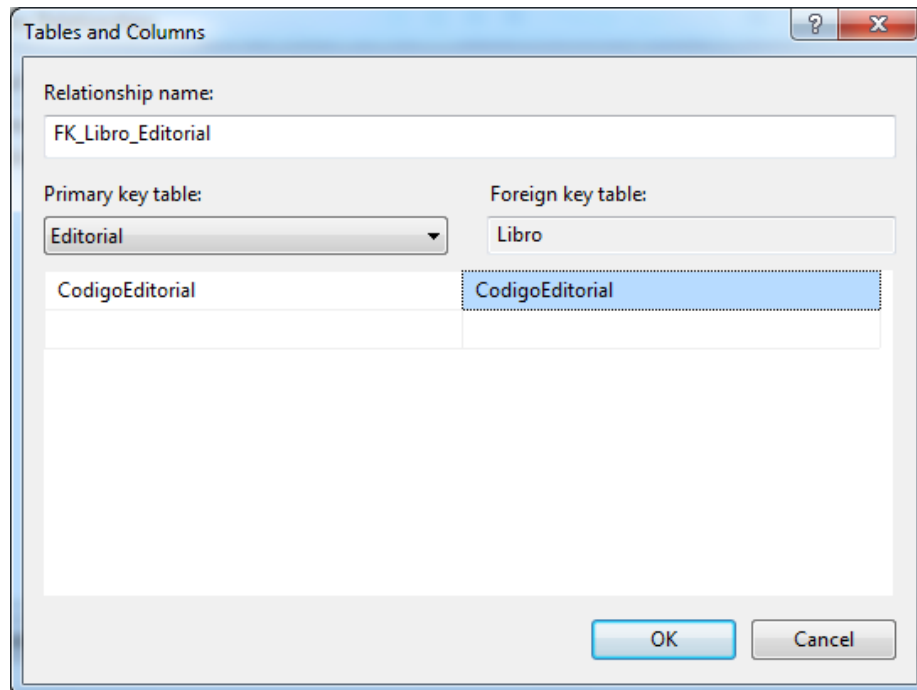 Tables and Columns
Relationship name:
FK_Libro_Editorial
Primary key table: Foreign key table:
Editorial Libro
CodigoEditorial CodigoEditorial
OK Cancel